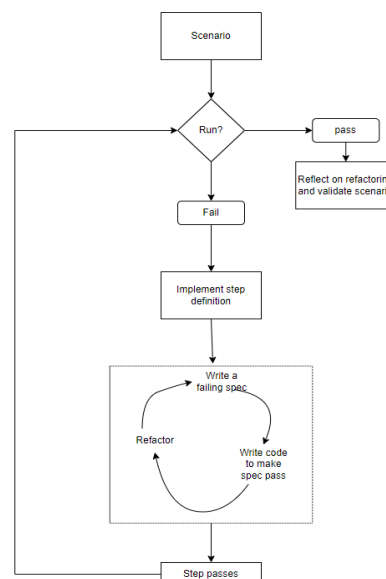 Scenario
Run?
pass
Reflect on refactorin
and validate scenari
Fail
Implement step
definition
Write a
failing spec
Refactor
Write code
to make
spec pass
Step passes